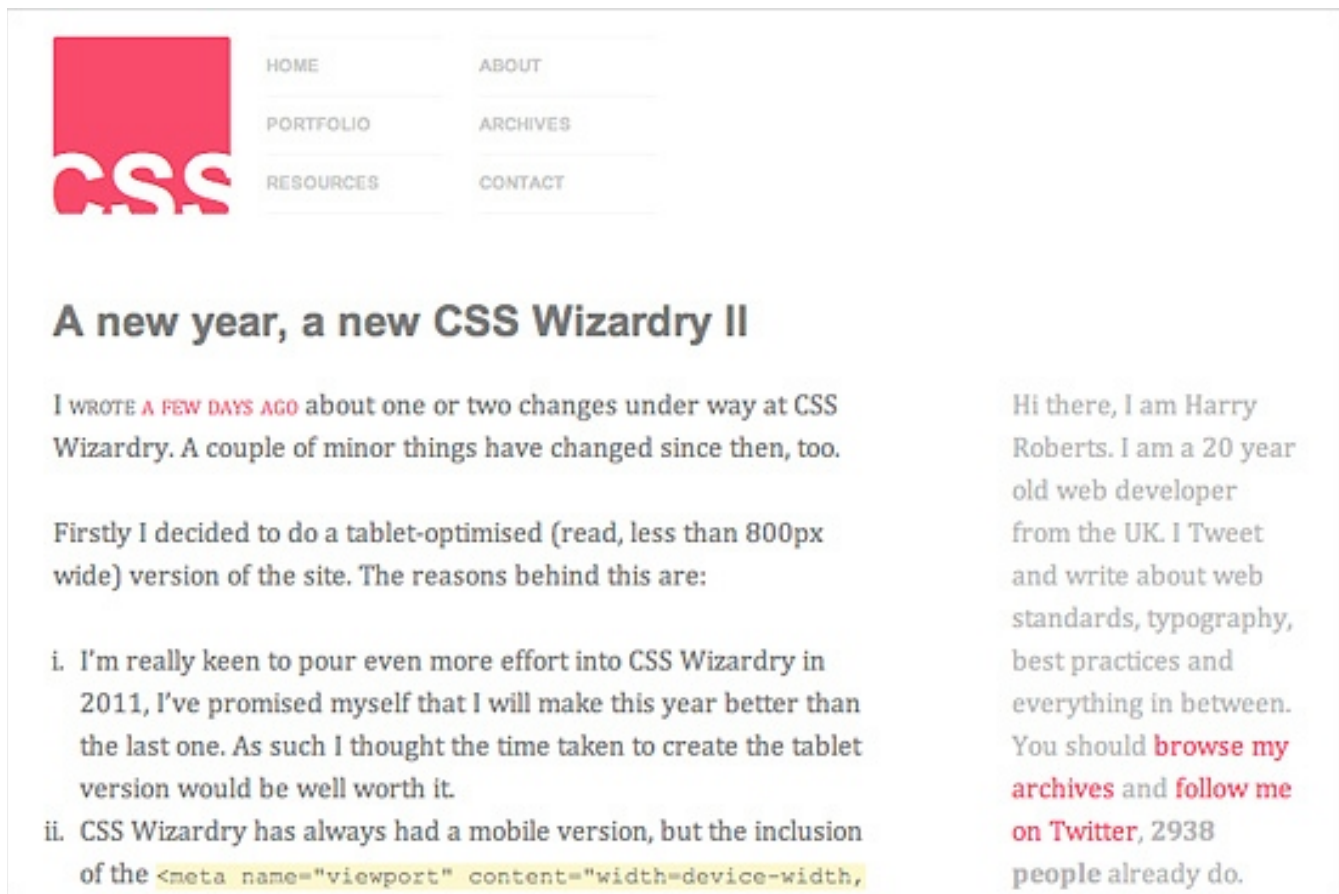 CSS
HOME
ABOUT
PORTFOLIO
ARCHIVES
RESOURCES
CONTACT
A new year, a new CSS Wizardry II
I WROTE A FEW DAYS AGO about one or two changes under way at CSS
Wizardry. A couple of minor things have changed since then, too.
Firstly I decided to do a tablet-optimised (read, less than 800px
wide) version of the site. The reasons behind this are:
i. I’m really keen to pour even more effort into CSS Wizardry in
2011, I’ve promised myself that I will make this year better than
the last one. As such I thought the time taken to create the tablet
version would be well worth it.
ii. CSS Wizardry has always had a mobile version, but the inclusion
of the <meta name="viewport" content="width=device-width,
Hi there, I am Harry
Roberts. I am a 20 year
old web developer
from the UK. I Tweet
and write about web
standards, typography,
best practices and
everything in between.
You should browse my
archives and follow me
on Twitter, 2938
people already do.